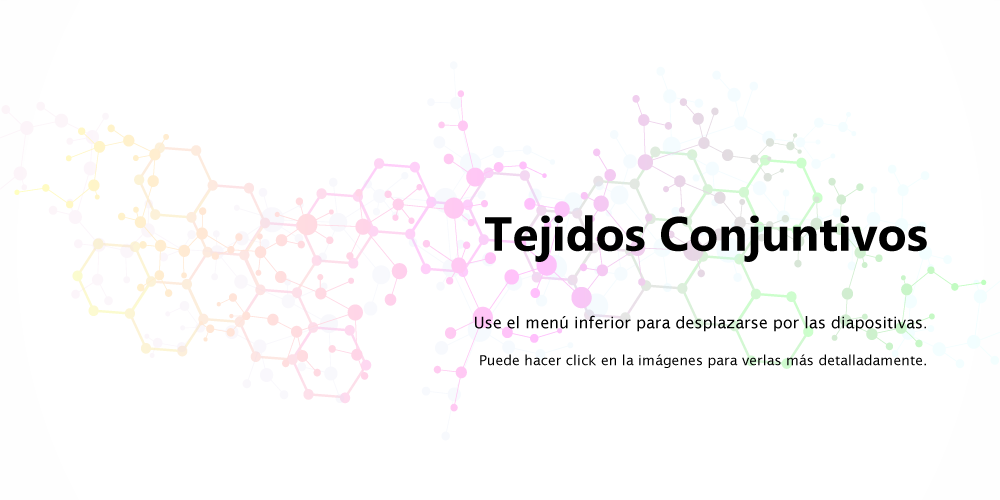 Tejidos Conjuntivos
Use el menú inferior para desplazarse por las diapositivas.
Puede hacer click en la imágenes para verlas más detalladamente.